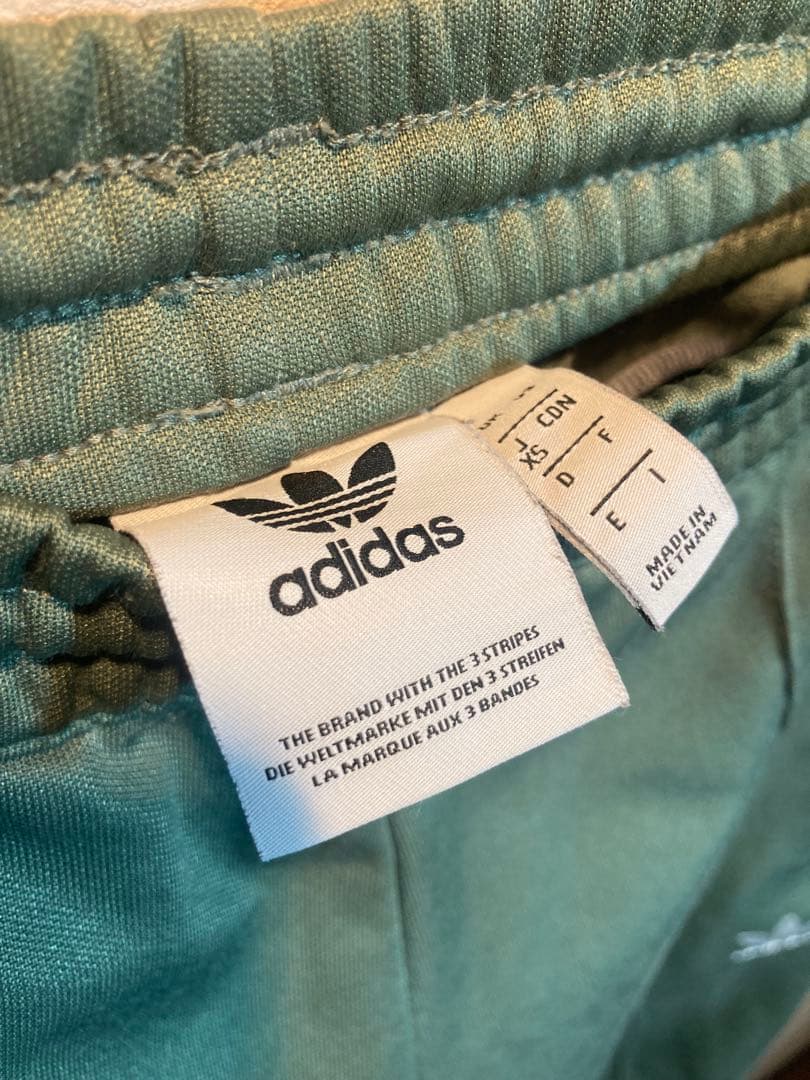 adidas
THE BRAND WITH THE 3 STRIPES
DIE WELTMARKE MIT DEN 3 STREIFEN
LA MARQUE AUX 3 BANDES
J CDN
XS
D F
E I
MADE IN
VIETNAM